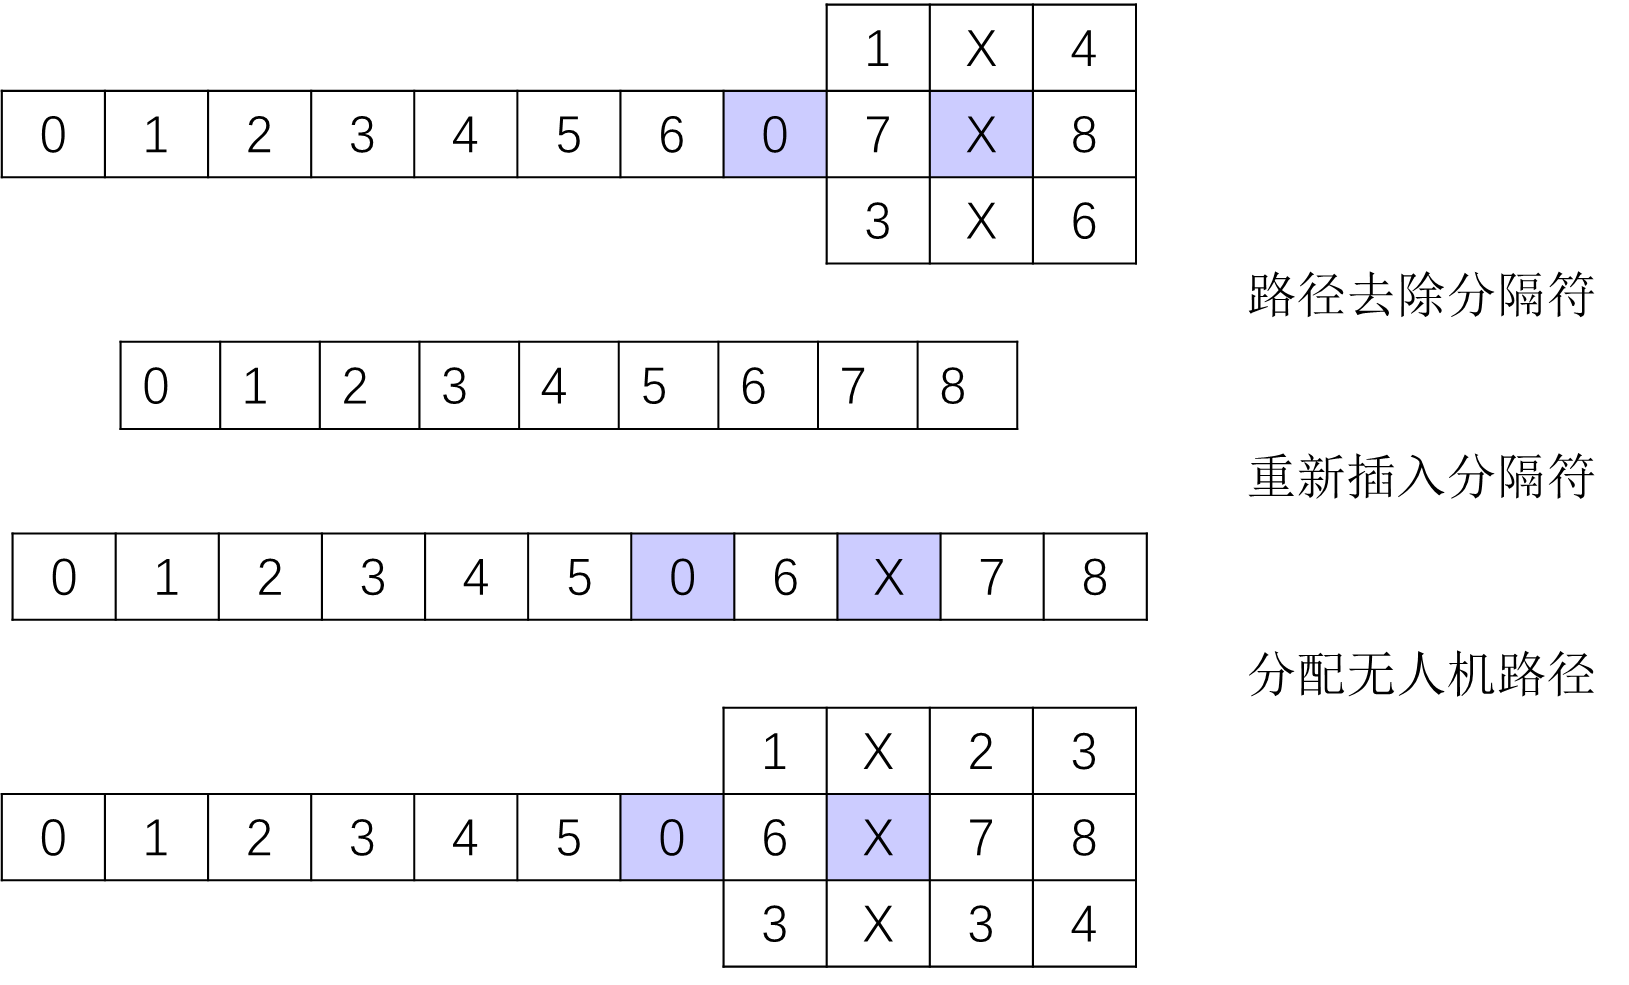 1 X 4
0 1 2 3 4 5 6 0 7 X 8
3 X 6
路径去除分隔符
0 1 2 3 4 5 6 7 8
重新插入分隔符
0 1 2 3 4 5 0 6 X 7 8
分配无人机路径
1 X 2 3
0 1 2 3 4 5 0 6 X 7 8
3 X 3 4